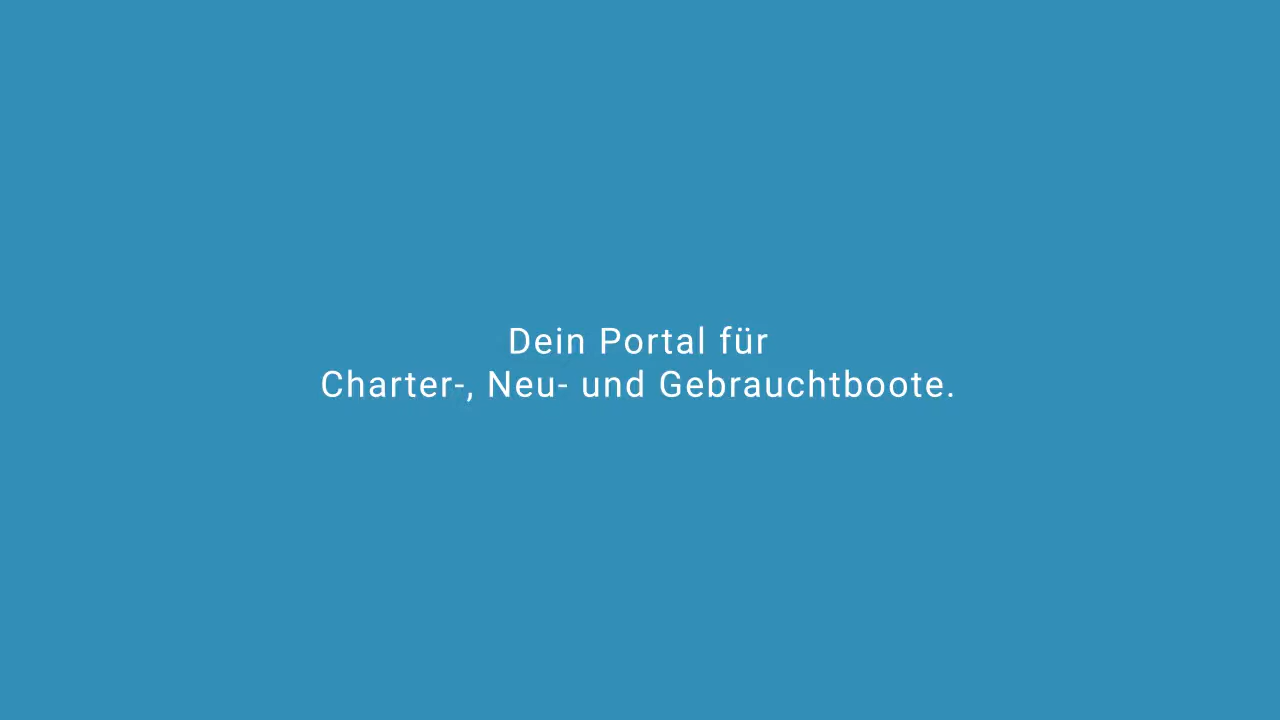 Dein Portal für
Charter-, Neu- und Gebrauchtboote.